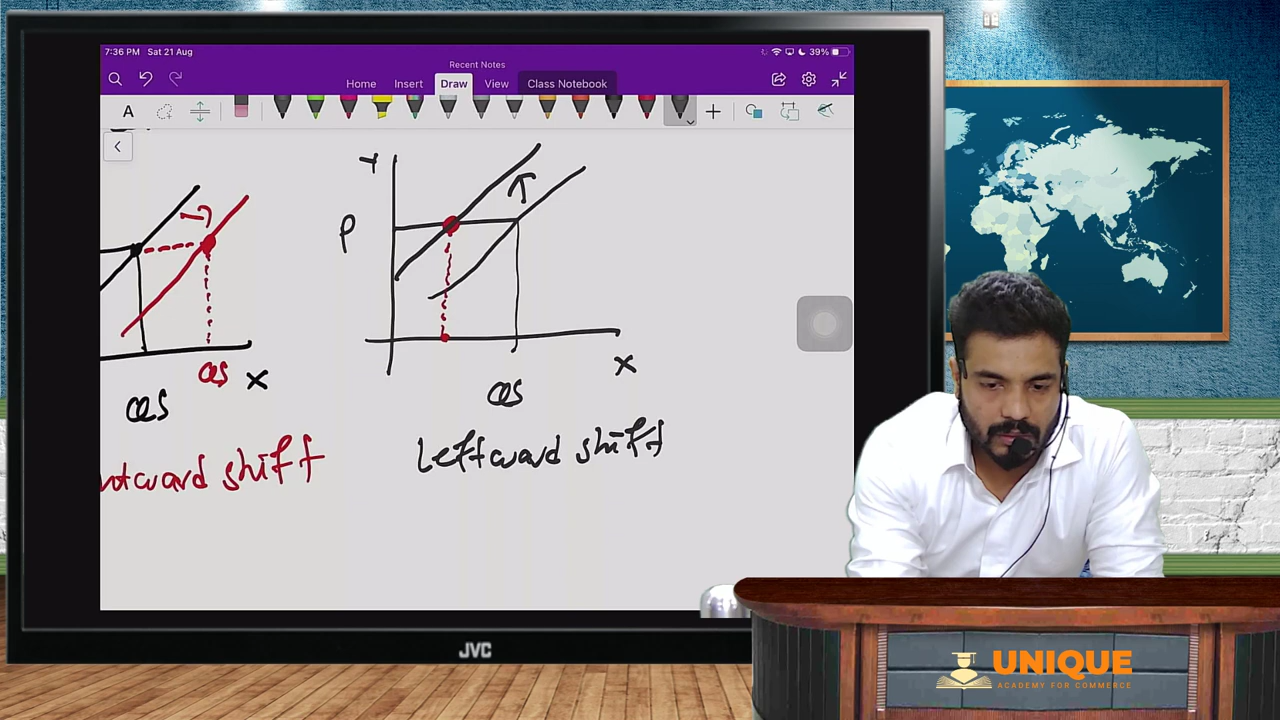 7:36 PM Sat 21 Aug
39%
Recent Notes
Home Insert Draw View Class Notebook
A
Y
P
X
QS
Leftward shift
QS X
QS
shift
JVC
UNIQUE
ACADEMY FOR COMMERCE